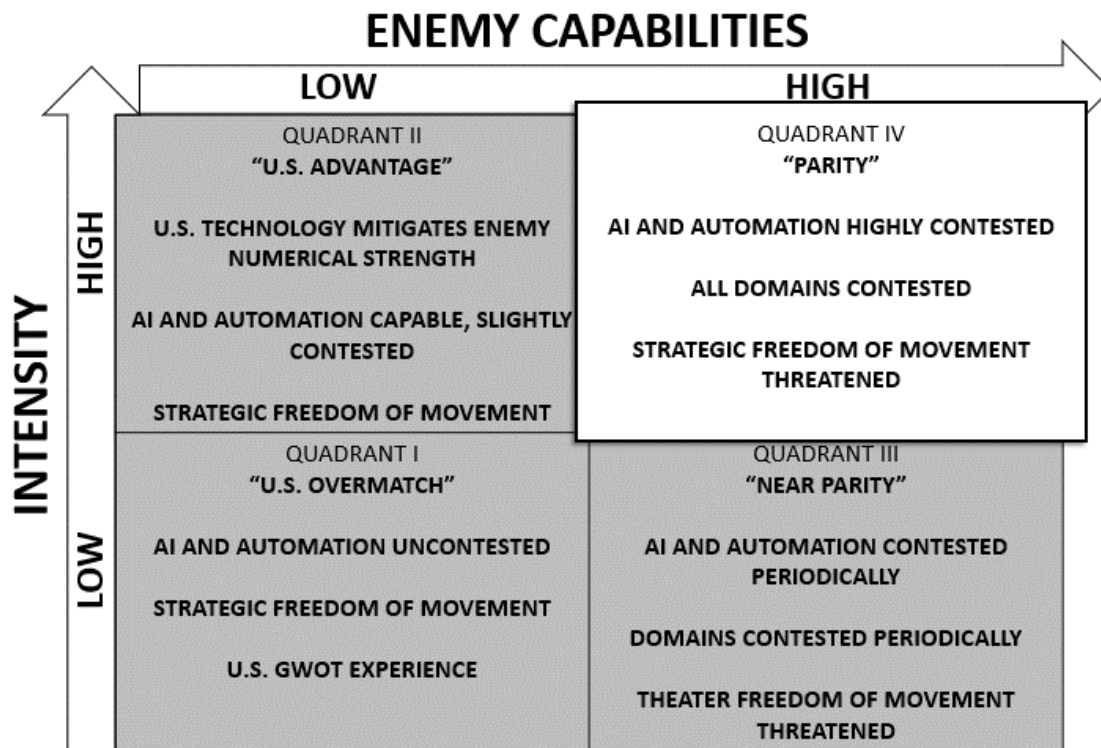 ENEMY CAPABILITIES
LOW
HIGH
INTENSITY
HIGH
LOW
QUADRANT II
“U.S. ADVANTAGE”
U.S. TECHNOLOGY MITIGATES ENEMY
NUMERICAL STRENGTH
AI AND AUTOMATION CAPABLE, SLIGHTLY
CONTESTED
STRATEGIC FREEDOM OF MOVEMENT
QUADRANT IV
“PARITY”
AI AND AUTOMATION HIGHLY CONTESTED
ALL DOMAINS CONTESTED
STRATEGIC FREEDOM OF MOVEMENT
THREATENED
QUADRANT I
“U.S. OVERMATCH”
AI AND AUTOMATION UNCONTESTED
STRATEGIC FREEDOM OF MOVEMENT
U.S. GWOT EXPERIENCE
QUADRANT III
“NEAR PARITY”
AI AND AUTOMATION CONTESTED
PERIODICALLY
DOMAINS CONTESTED PERIODICALLY
THEATER FREEDOM OF MOVEMENT
THREATENED